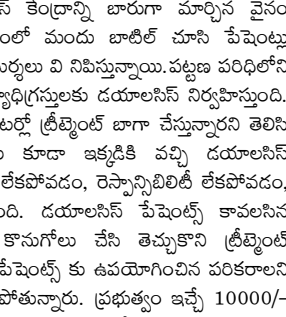 స్ కేంద్రాన్ని బారుగా మార్చిన వైనం
ంలో మందు బాటిల్ చూసి పేషెంట్లు
ుర్శలు వి నిపిస్తున్నాయి.పట్టణ పరిధిలోని
్యాధిగ్రస్తులకు డయాలసిస్ నిర్వహిస్తుంది.
ంటర్లో ట్రీట్మెంట్ బాగా చేస్తున్నారని తెలిసి
కూడా ఇక్కడికి వచ్చి డయాలసిస్
లేకపోవడం, రెస్పాన్సిబిలిటీ లేకపోవడం,
ంది. డయాలసిస్ పేషెంట్స్ కావలసిన
కొనుగోలు చేసి తెచ్చుకొని ట్రీట్మెంట్
పేషెంట్స్ కు ఉపయోగించిన పరికరాలని
పోతున్నారు. ప్రభుత్వం ఇచ్చే 10000/-